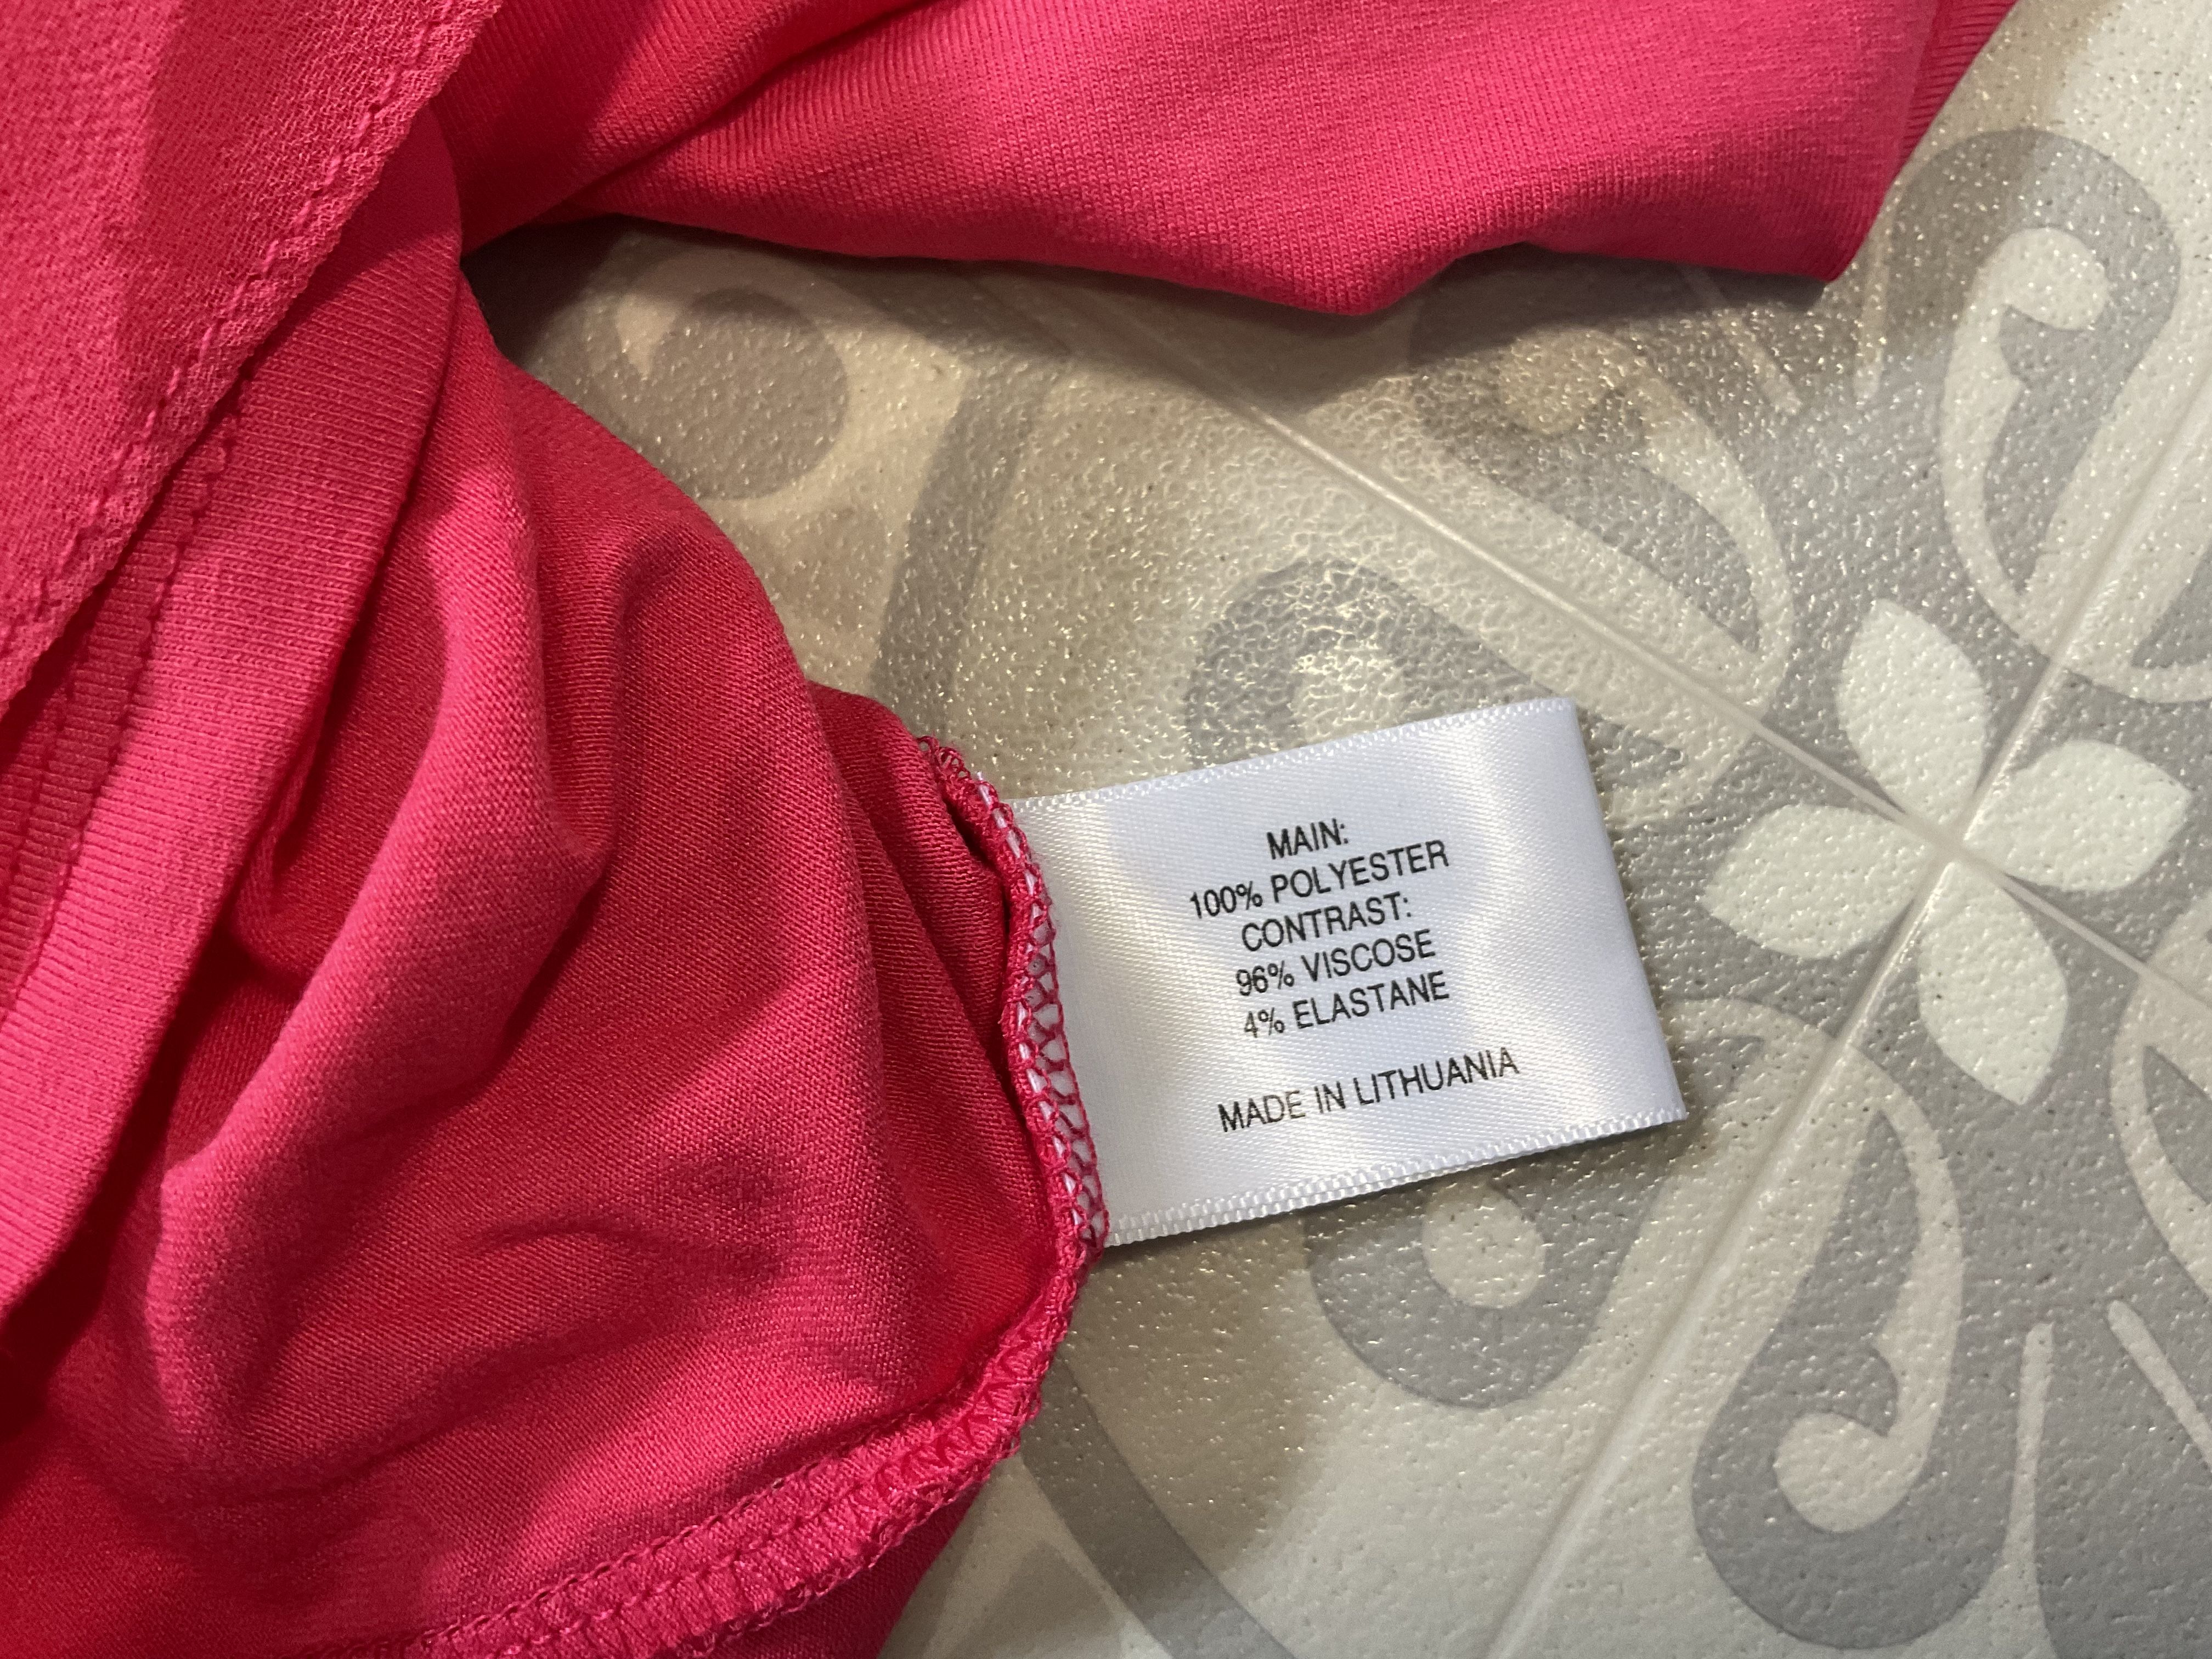 MAIN:
100% POLYESTER
CONTRAST:
96% VISCOSE
4% ELASTANE
MADE IN LITHUANIA